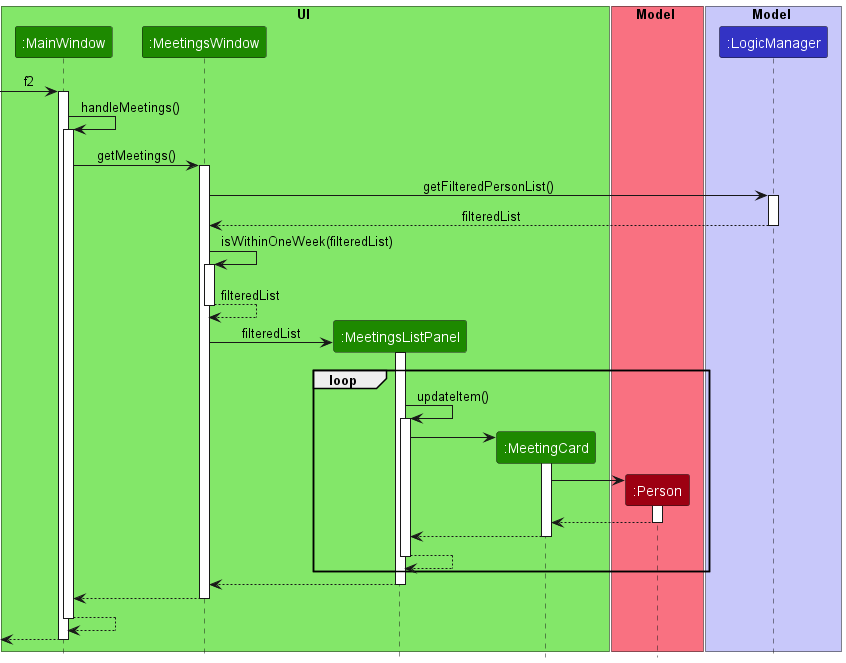 UI
Model
Model
:MainWindow
:MeetingsWindow
:LogicManager
f2
handleMeetings()
getMeetings()
getFilteredPersonList()
filteredList
isWithinOneWeek(filteredList)
filteredList
filteredList
:MeetingsListPanel
loop
updateItem()
:MeetingCard
:Person